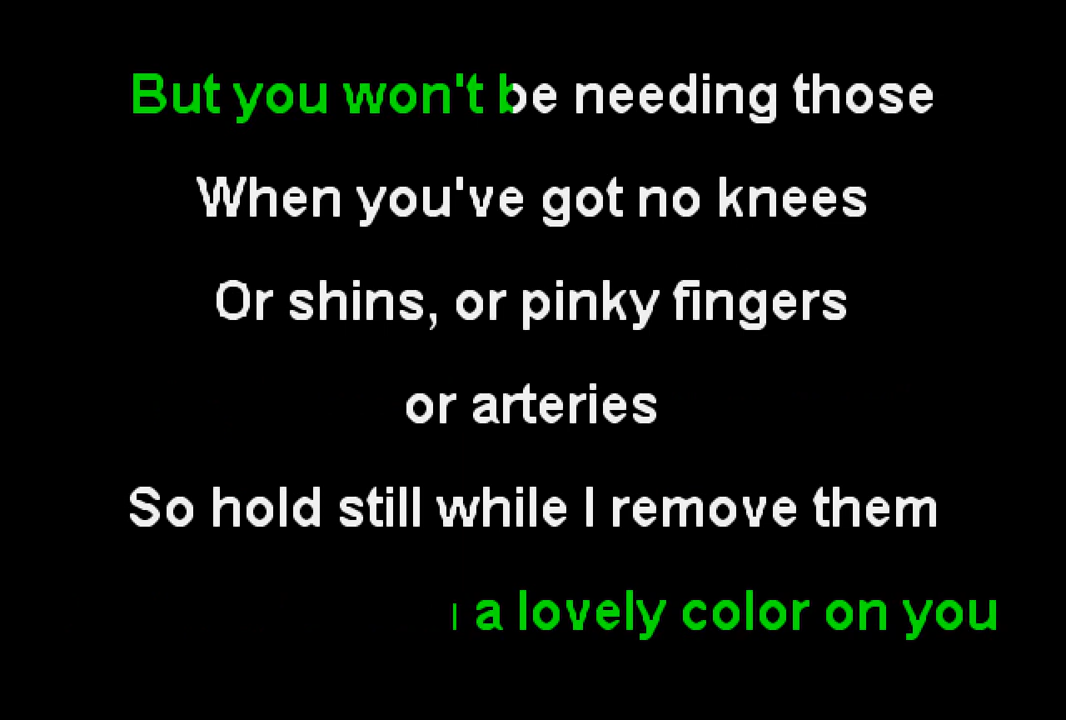 But you won't be needing those
When you've got no knees
Or shins, or pinky fingers
or arteries
So hold still while I remove them
a lovely color on you